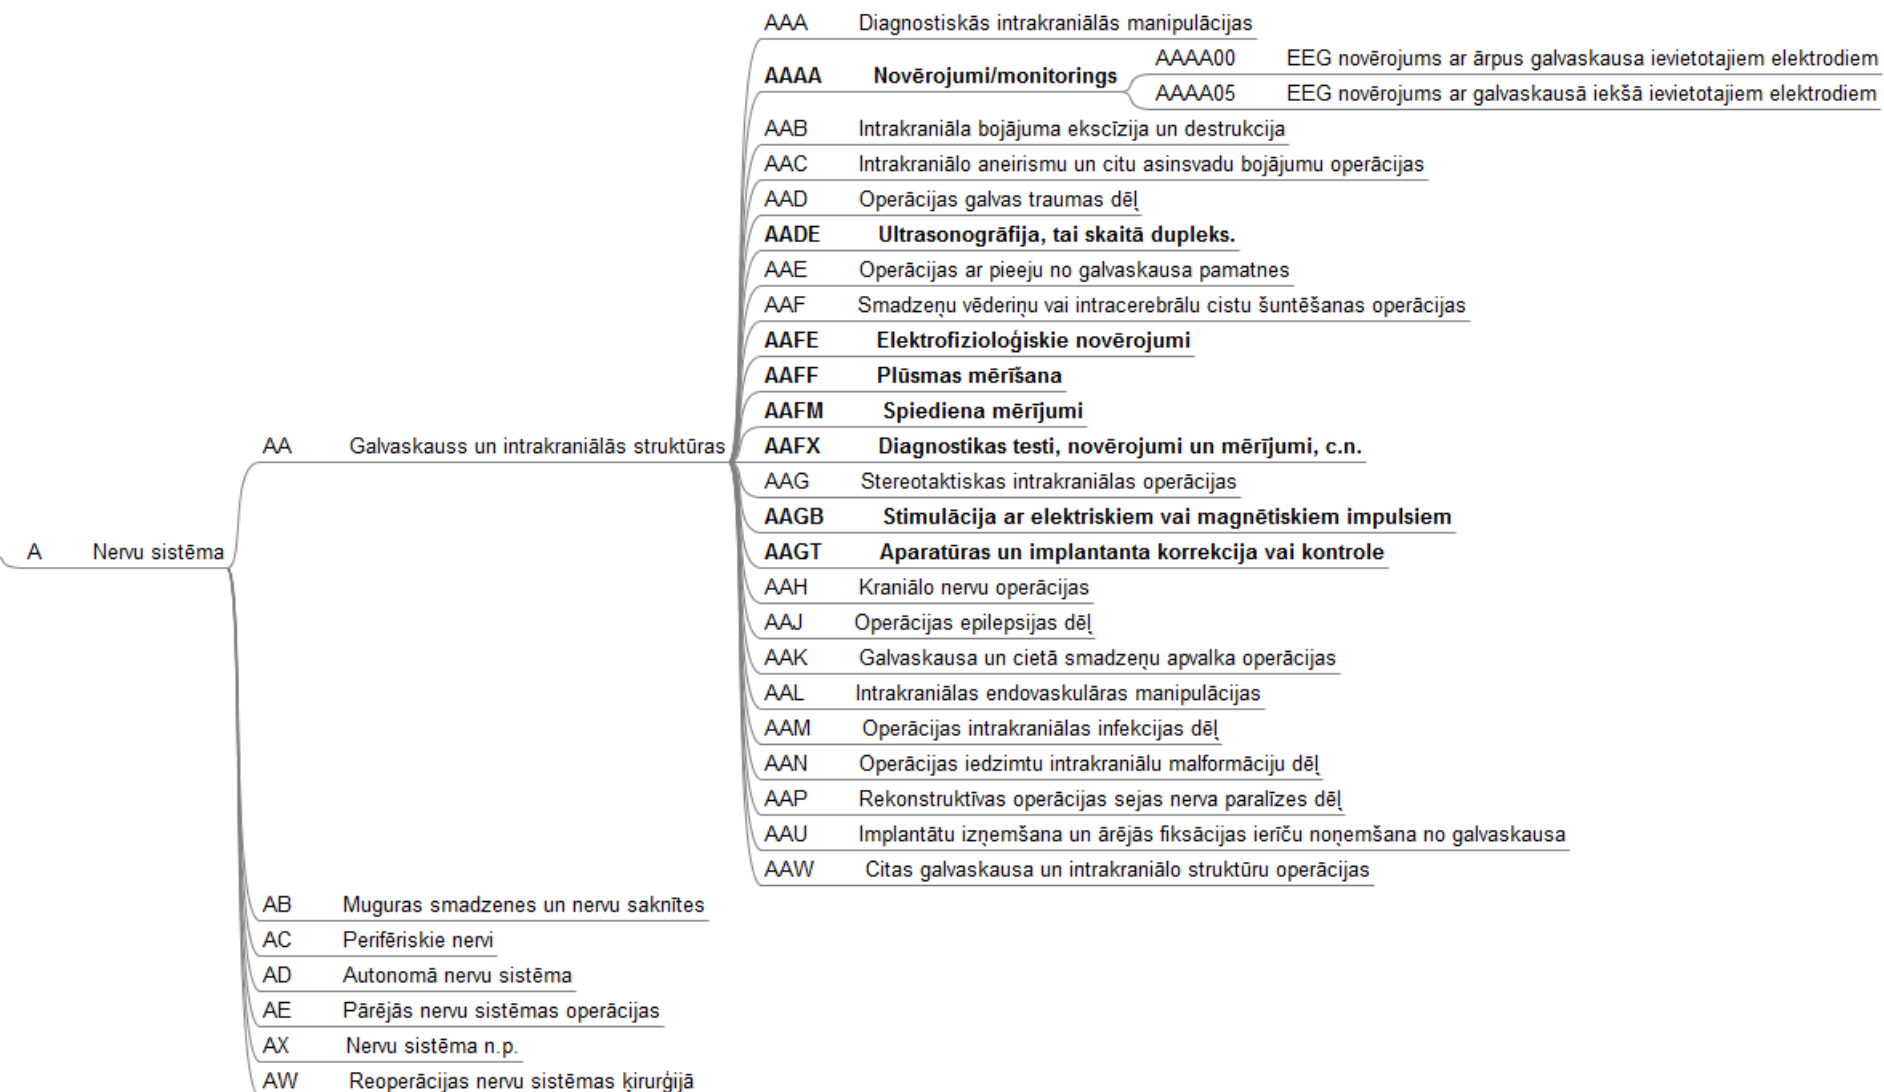 AAA Diagnostiskās intrakraniālās manipulācijas
AAAA Novērojumi/monitorings
AAAA00 EEG novērojums ar ārpus galvaskausa ievietotajiem elektrodiem
AAAA05 EEG novērojums ar galvaskausā iekšā ievietotajiem elektrodiem
AAB Intrakraniāla bojājuma ekscīzija un destrukcija
AAC Intrakraniālo aneirismu un citu asinsvadu bojājumu operācijas
AAD Operācijas galvas traumas dēļ
AADE Ultrasonogrāfija, tai skaitā dupleks.
AAE Operācijas ar pieeju no galvaskausa pamatnes
AAF Smadzeņu vēderiņu vai intracerebrālu cistu šuntēšanas operācijas
AAFE Elektrofizioloģiskie novērojumi
AAFF Plūsmas mērīšana
AAFM Spiediena mērījumi
AA Galvaskauss un intrakraniālās struktūras
AAFX Diagnostikas testi, novērojumi un mērījumi, c.n.
AAG Stereotaktiskas intrakraniālas operācijas
AAGB Stimulācija ar elektriskiem vai magnētiskiem impulsiem
A Nervu sistēma
AAGT Aparatūras un implantanta korrekcija vai kontrole
AAH Kraniālo nervu operācijas
AAJ Operācijas epilepsijas dēļ
AAK Galvaskausa un cietā smadzeņu apvalka operācijas
AAL Intrakraniālas endovaskulāras manipulācijas
AAM Operācijas intrakraniālas infekcijas dēļ
AAN Operācijas iedzimtu intrakraniālu malformāciju dēļ
AAP Rekonstruktīvas operācijas sejas nerva paralīzes dēļ
AAU Implantātu izņemšana un ārējās fiksācijas ierīču noņemšana no galvaskausa
AAW Citas galvaskausa un intrakraniālo struktūru operācijas
AB Muguras smadzenes un nervu saknītes
AC Perifēriskie nervi
AD Autonomā nervu sistēma
AE Pārējās nervu sistēmas operācijas
AX Nervu sistēma n.p.
AW Reoperācijas nervu sistēmas ķirurģijā